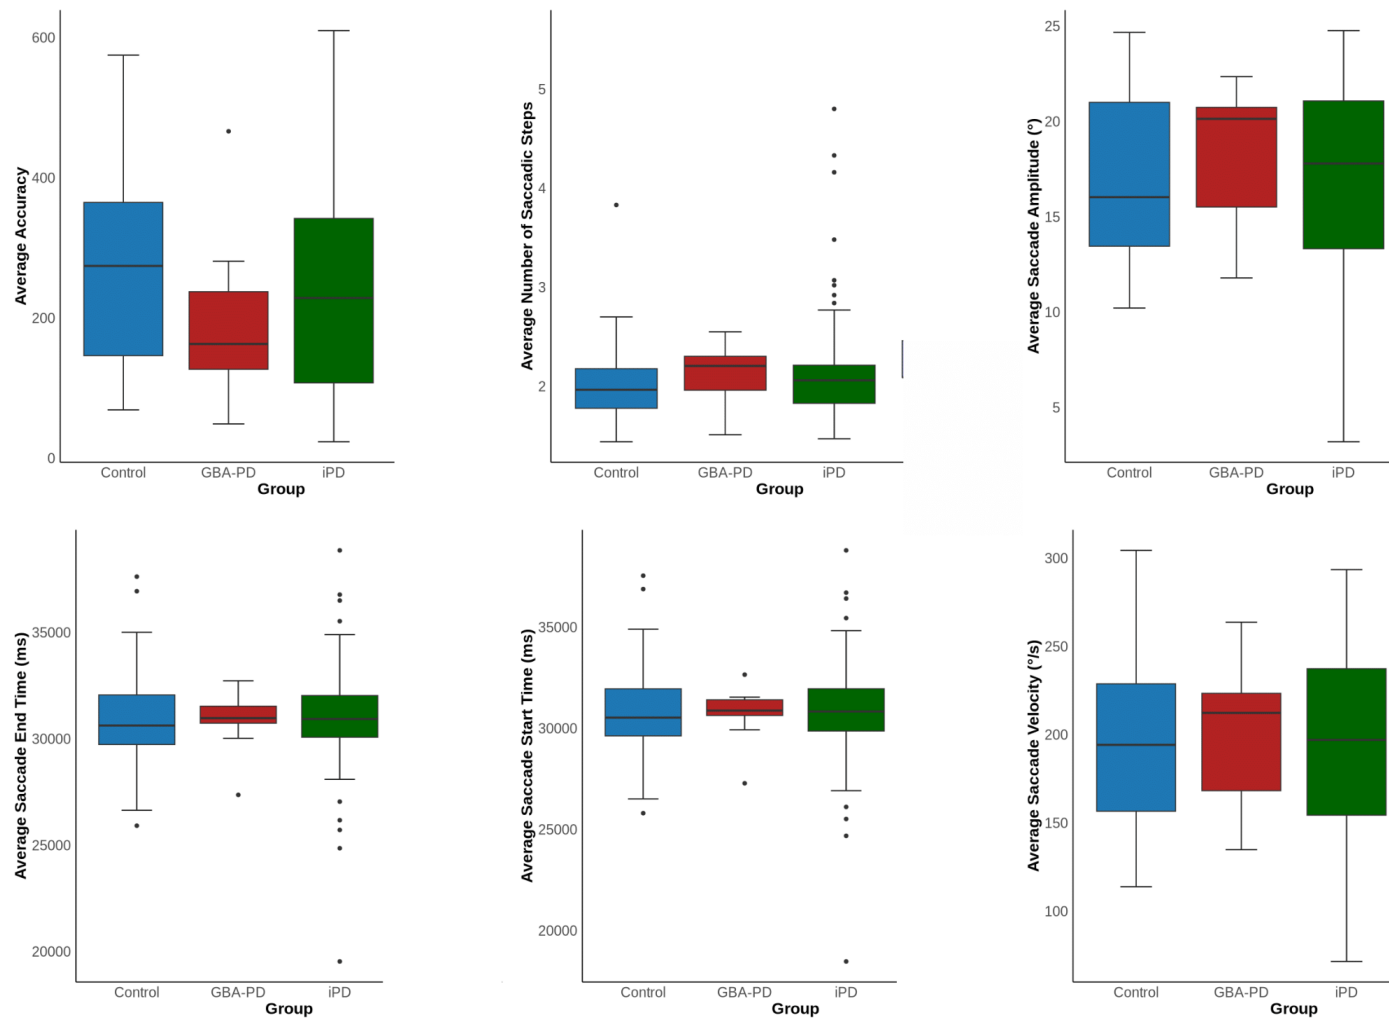 Average Accuracy
600
400
200
0
Control GBA-PD iPD
Group
Average Number of Saccadic Steps
5
4
3
2
Control GBA-PD iPD
Group
Average Saccade Amplitude (°)
25
20
15
10
5
Control GBA-PD iPD
Group
Average Saccade End Time (ms)
35000
30000
25000
20000
Control GBA-PD iPD
Group
Average Saccade Start Time (ms)
35000
30000
25000
20000
Control GBA-PD iPD
Group
Average Saccade Velocity (°/s)
300
250
200
150
100
Control GBA-PD iPD
Group